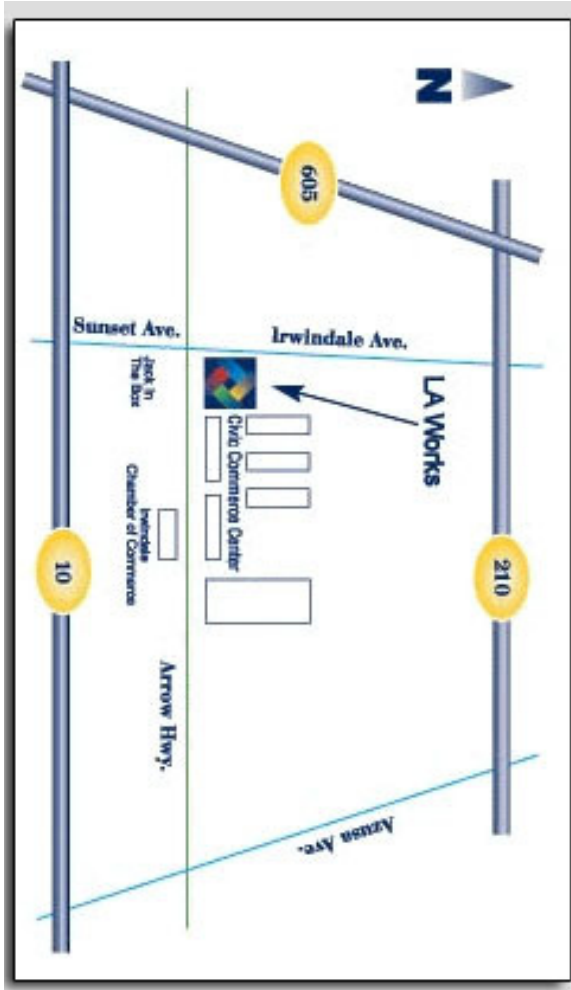 N
605
210
Irwindale Ave.
Sunset Ave.
LA Works
Jack In
The Box
Civic Commerce Center
Irwindale
Chamber of Commerce
10
Arrow Hwy.
Azusa Ave.